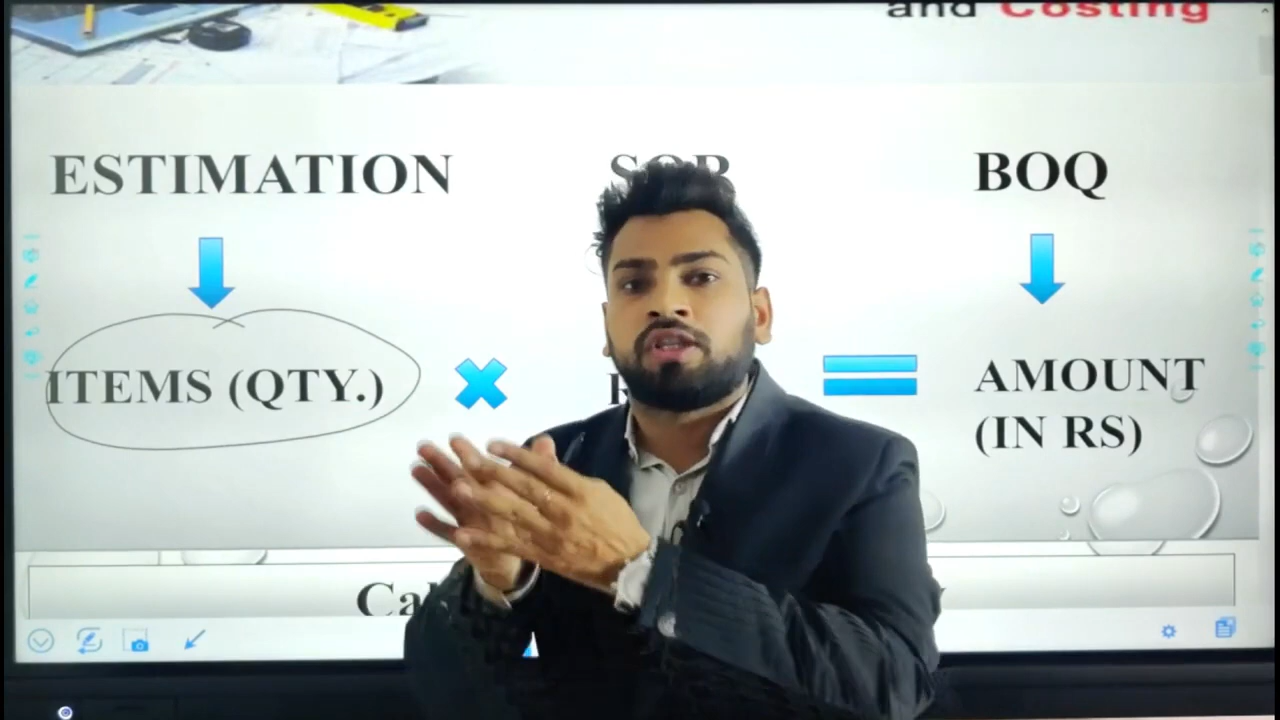 and Costing
ESTIMATION
BOQ
ITEMS (QTY.)
AMOUNT
(IN RS)